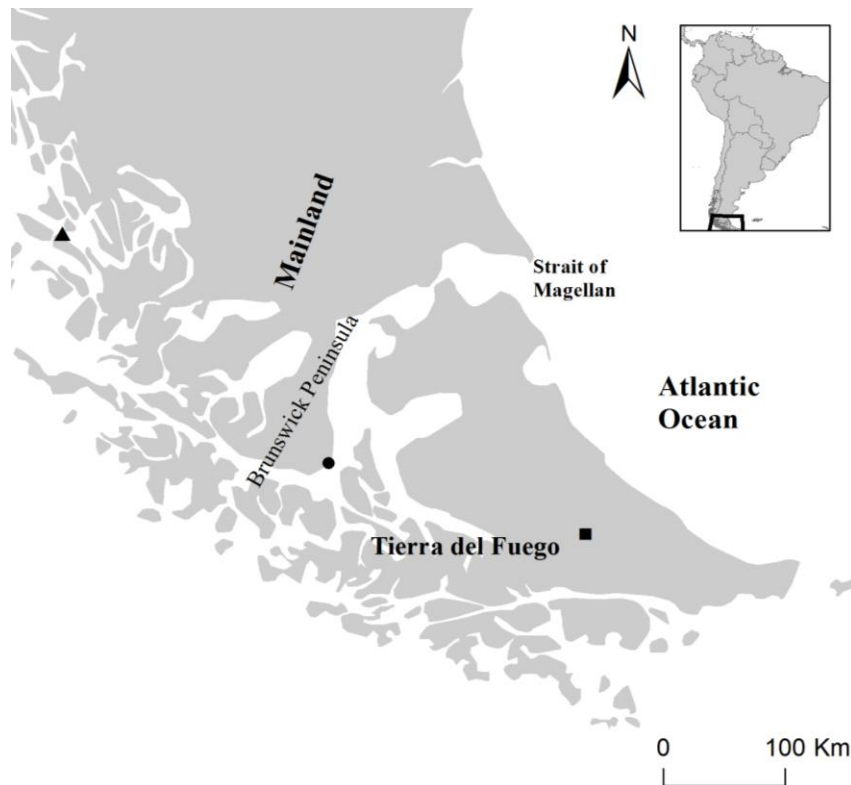 N
Mainland
Strait of
Magellan
Brunswick Peninsula
Atlantic
Ocean
Tierra del Fuego
0 100 Km